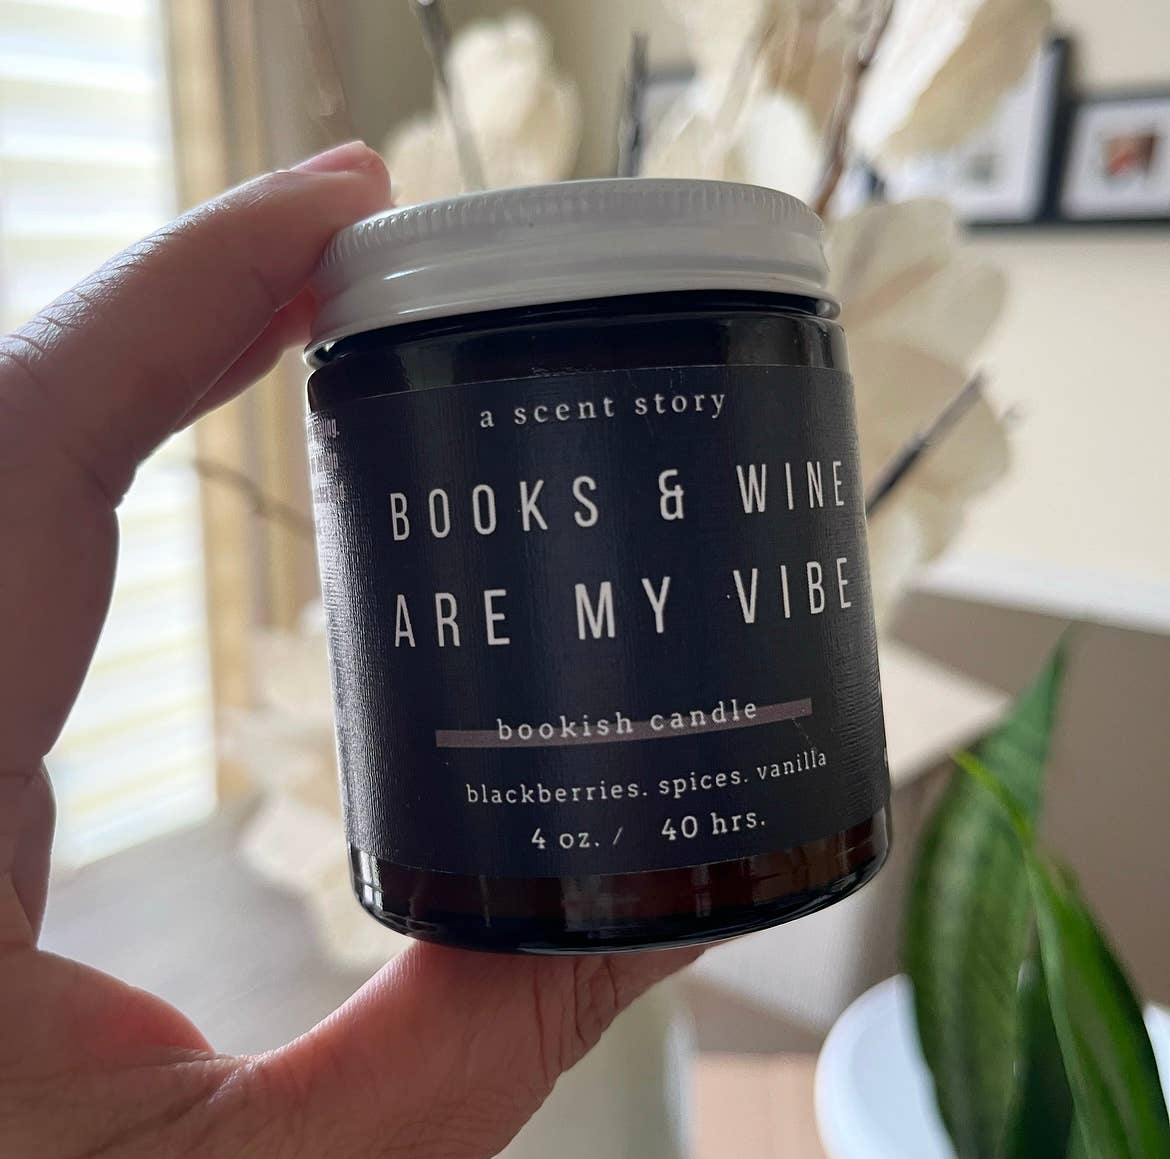 a scent story
BOOKS & WINE
ARE MY VIBE
bookish candle
blackberries. spices. vanilla
4 oz. / 40 hrs.